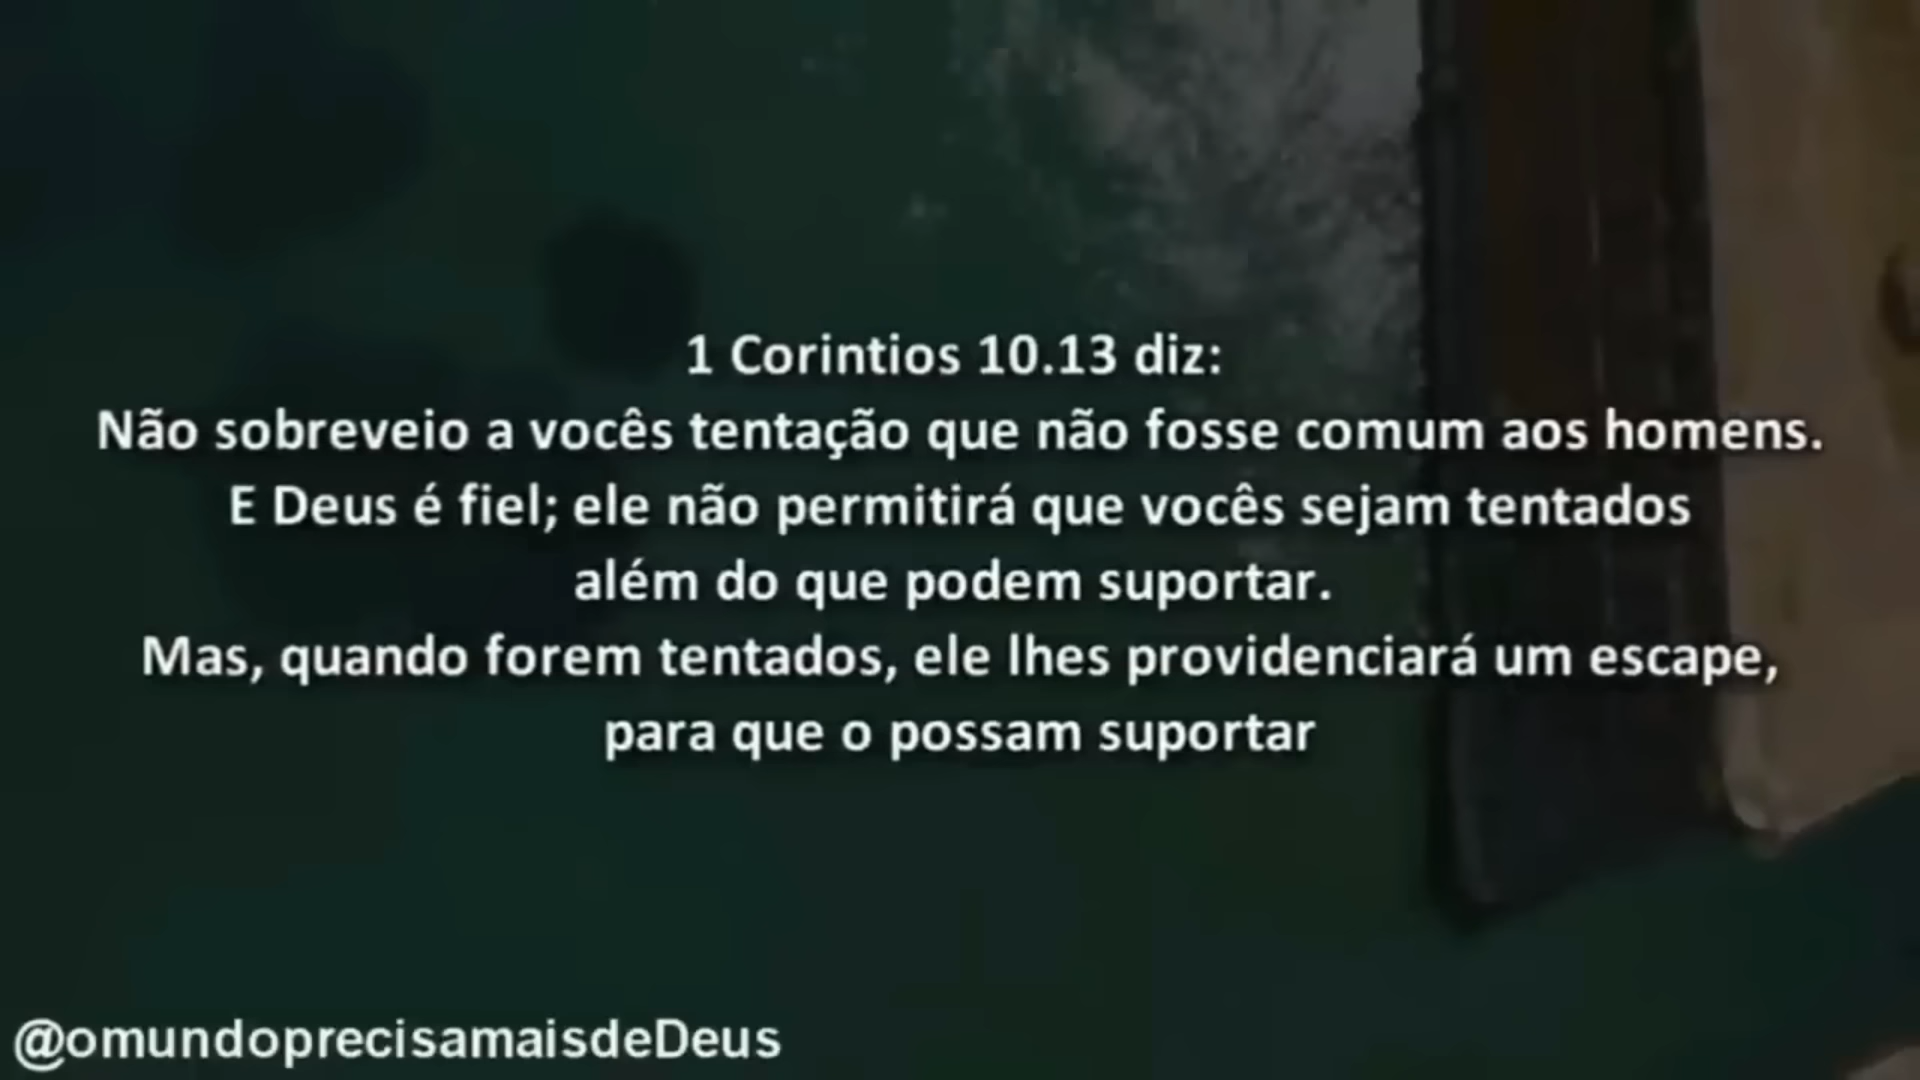 1 Corintios 10.13 diz:
Não sobreveio a vocês tentação que não fosse comum aos homens.
E Deus é fiel; ele não permitirá que vocês sejam tentados
além do que podem suportar.
Mas, quando forem tentados, ele lhes providenciará um escape,
para que o possam suportar
@omundoprecisamaisdeDeus